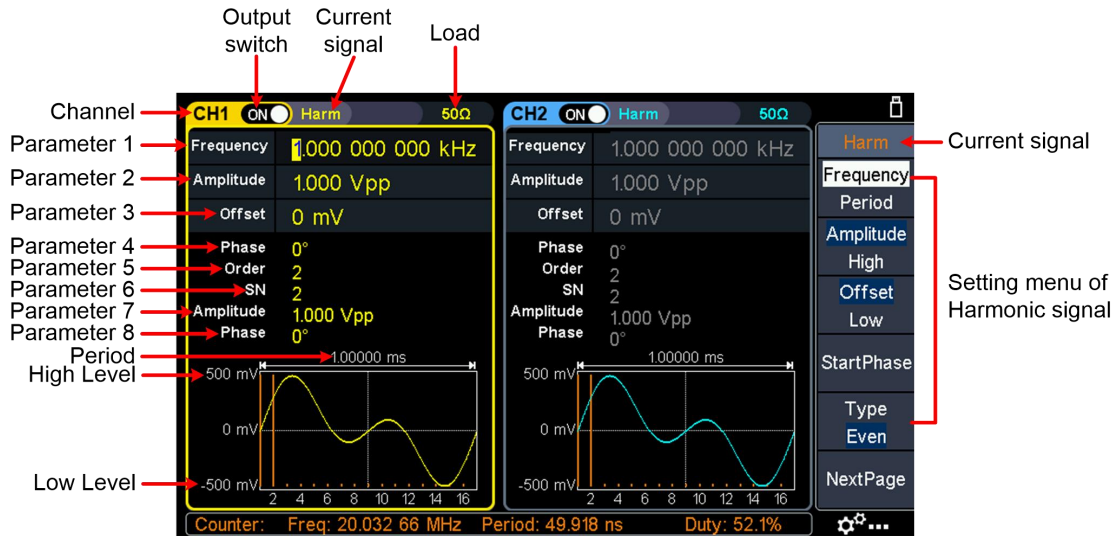 Output switch
Current signal
Load
Channel
CH1 ON Harm 50Ω
CH2 ON Harm 50Ω
Parameter 1
Frequency 1.000 000 000 kHz
Frequency 1.000 000 000 kHz
Harm
Current signal
Parameter 2
Amplitude 1.000 Vpp
Amplitude 1.000 Vpp
Frequency
Period
Parameter 3
Offset 0 mV
Offset 0 mV
Amplitude
High
Parameter 4
Phase 0°
Phase 0°
Parameter 5
Order 2
Order 2
Parameter 6
SN 2
SN 2
Offset
Low
Setting menu of
Harmonic signal
Parameter 7
Amplitude 1.000 Vpp
Amplitude 1.000 Vpp
Parameter 8
Phase 0°
Phase 0°
Period
1.00000 ms
1.00000 ms
StartPhase
High Level
500 mV
500 mV
Type
Even
0 mV
0 mV
Low Level
-500 mV
-500 mV
NextPage
2 4 6 8 10 12 14 16
2 4 6 8 10 12 14 16
Counter: Freq: 20.032 66 MHz Period: 49.918 ns Duty: 52.1%